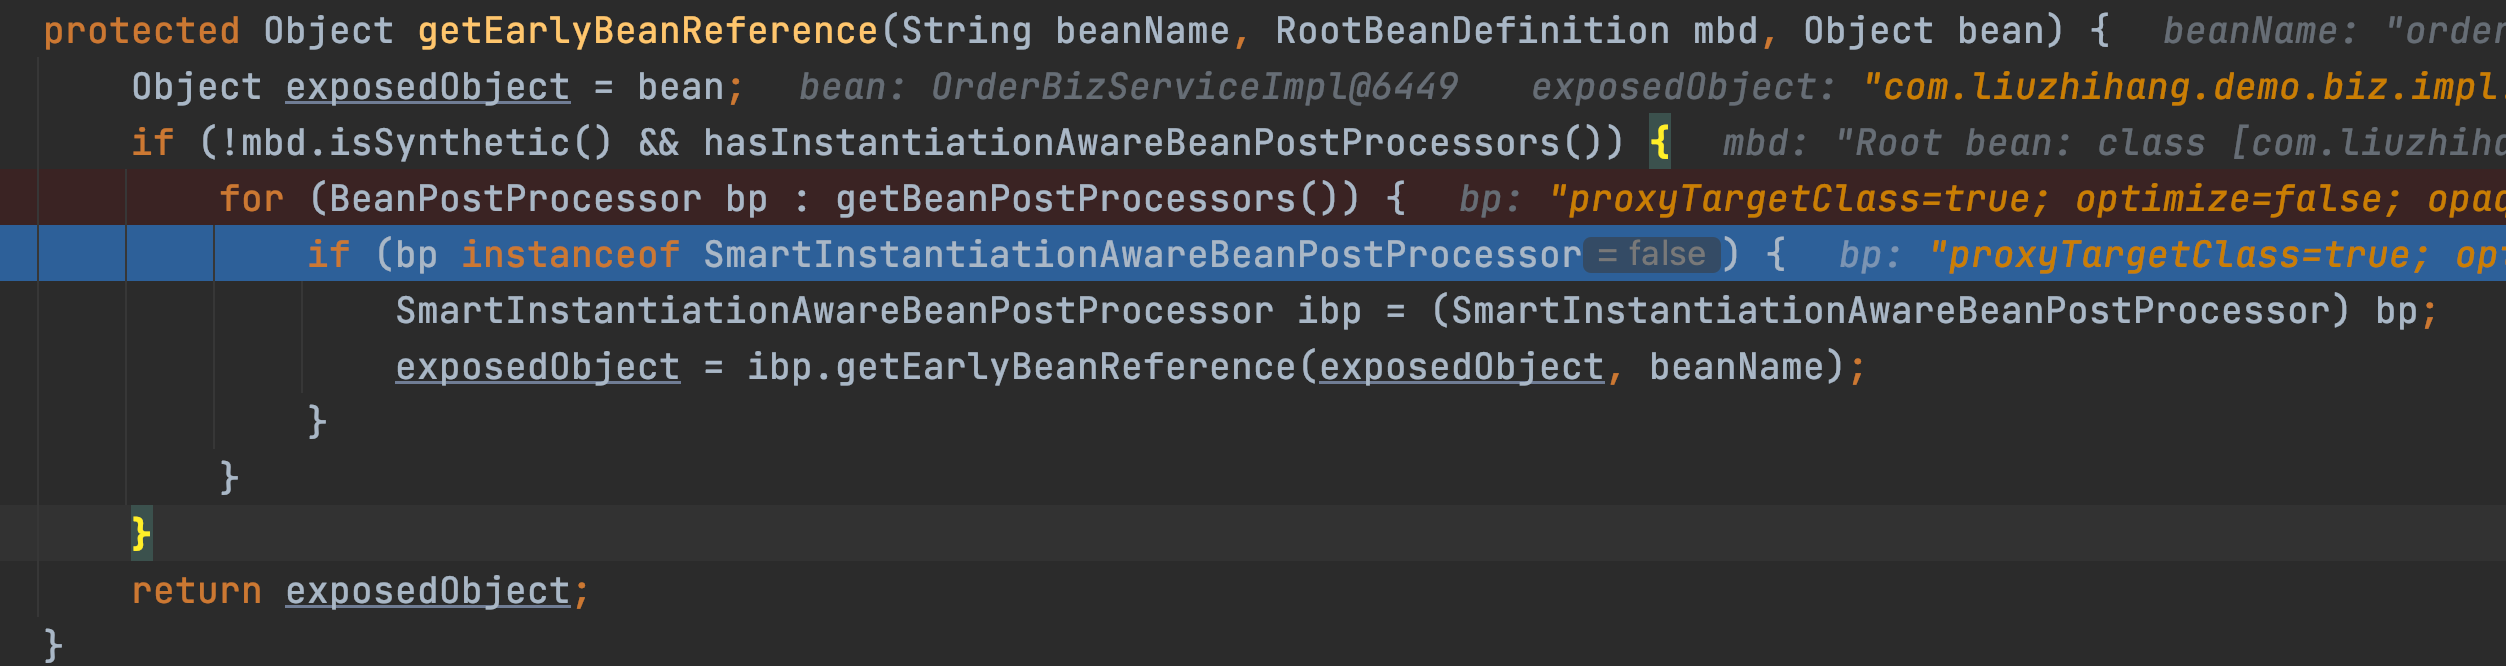 protected Object getEarlyBeanReference(String beanName, RootBeanDefinition mbd, Object bean) {   beanName: "order
    Object exposedObject = bean;   bean: OrderBizServiceImpl@6449   exposedObject: "com.liuzhihang.demo.biz.impl.
    if (!mbd.isSynthetic() && hasInstantiationAwareBeanPostProcessors()) {   mbd: "Root bean: class [com.liuzhiha
        for (BeanPostProcessor bp : getBeanPostProcessors()) {   bp: "proxyTargetClass=true; optimize=false; opaq
            if (bp instanceof SmartInstantiationAwareBeanPostProcessor = false ) {   bp: "proxyTargetClass=true; opt
                SmartInstantiationAwareBeanPostProcessor ibp = (SmartInstantiationAwareBeanPostProcessor) bp;
                exposedObject = ibp.getEarlyBeanReference(exposedObject, beanName);
            }
        }
    }
    return exposedObject;
}